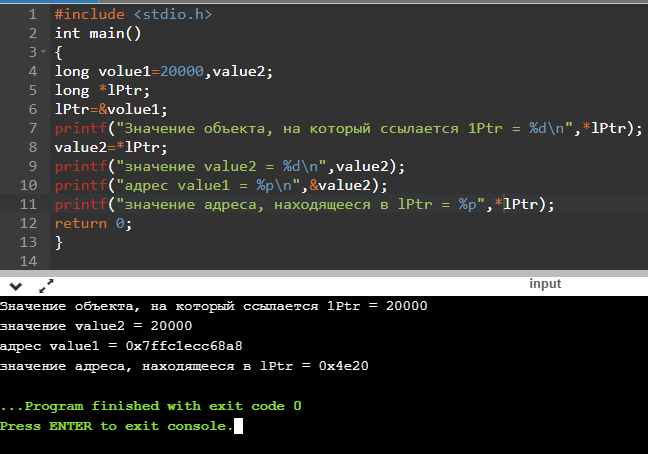 1 #include <stdio.h>
2 int main()
3 {
4 long volue1=20000,value2;
5 long *lPtr;
6 lPtr=&volue1;
7 printf("Значение объекта, на который ссылается 1Ptr = %d\n",*lPtr);
8 value2=*lPtr;
9 printf("значение value2 = %d\n",value2);
10 printf("адрес value1 = %p\n",&value2);
11 printf("значение адреса, находящееся в lPtr = %p",*lPtr);
12 return 0;
13 }
14
input
Значение объекта, на который ссылается 1Ptr = 20000
значение value2 = 20000
адрес value1 = 0x7ffc1ecc68a8
значение адреса, находящееся в lPtr = 0x4e20
...Program finished with exit code 0
Press ENTER to exit console.